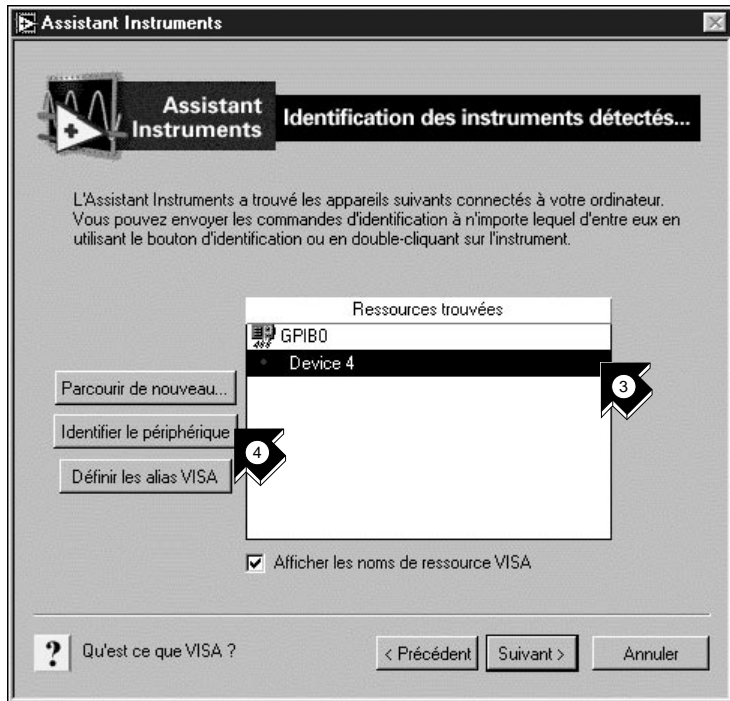 Assistant Instruments
Assistant
Instruments
Identification des instruments détectés...
L'Assistant Instruments a trouvé les appareils suivants connectés à votre ordinateur.
Vous pouvez envoyer les commandes d'identification à n'importe lequel d'entre eux en
utilisant le bouton d'identification ou en double-cliquant sur l'instrument.
Ressources trouvées
GPIB0
Device 4
3
Parcourir de nouveau...
Identifier le périphérique
4
Définir les alias VISA
Afficher les noms de ressource VISA
? Qu'est ce que VISA ?
< Précédent
Suivant >
Annuler